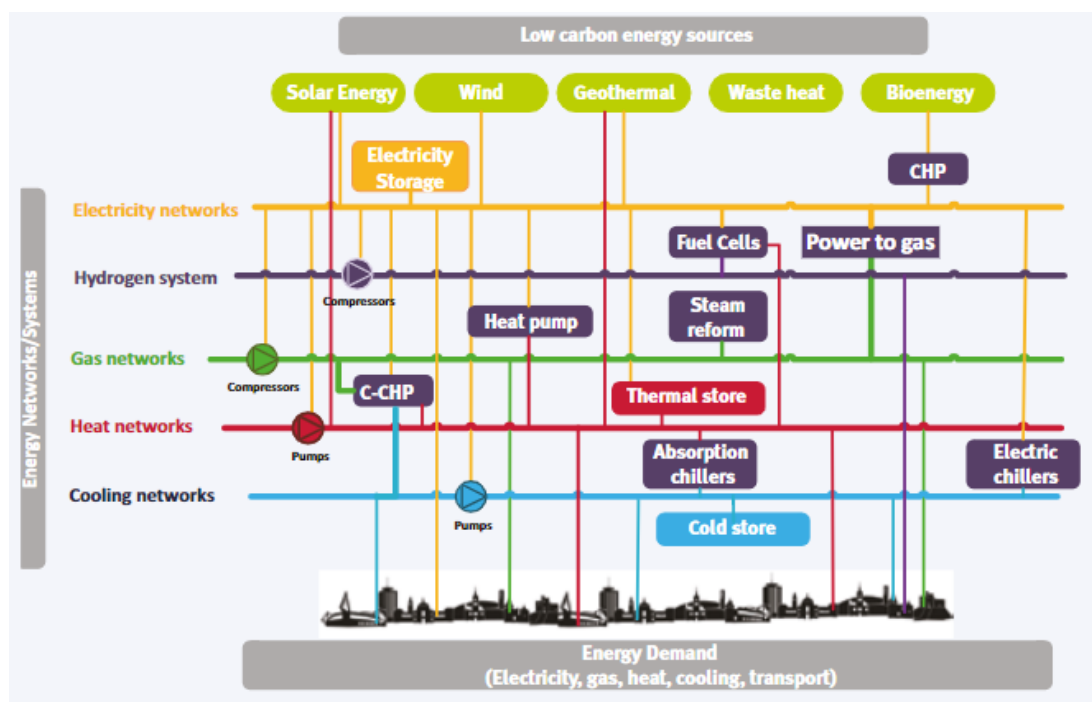 Low carbon energy sources
Solar Energy
Wind
Geothermal
Waste heat
Bioenergy
Electricity
Storage
CHP
Electricity networks
Fuel Cells
Power to gas
Hydrogen system
Compressors
Heat pump
Steam
reform
Gas networks
Compressors
C-CHP
Thermal store
Heat networks
Pumps
Absorption
chillers
Electric
chillers
Cooling networks
Pumps
Cold store
Energy Networks/Systems
Energy Demand
(Electricity, gas, heat, cooling, transport)